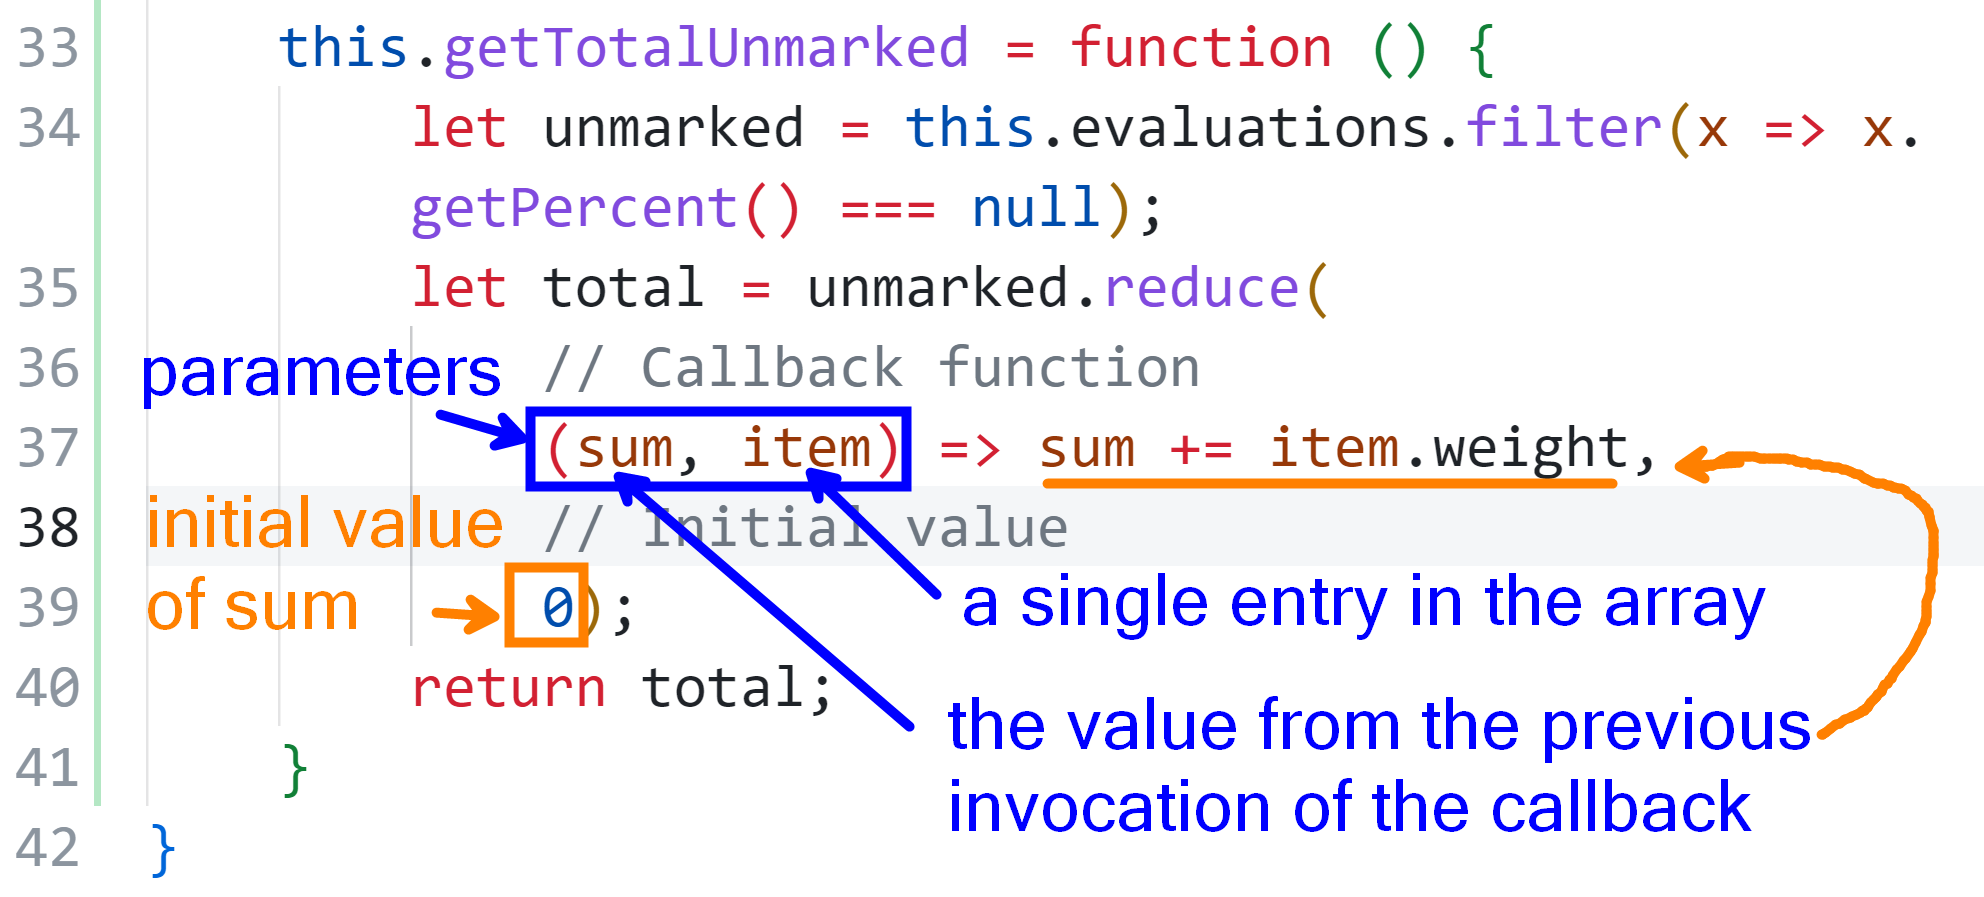 33 this.getTotalUnmarked = function () {
34 let unmarked = this.evaluations.filter(x => x.
getPercent() === null);
35 let total = unmarked.reduce(
36 parameters // Callback function
37 (sum, item) => sum += item.weight,
38 initial value // Initial value
39 of sum 0);
a single entry in the array
40 return total;
the value from the previous
41 }
invocation of the callback
42 }